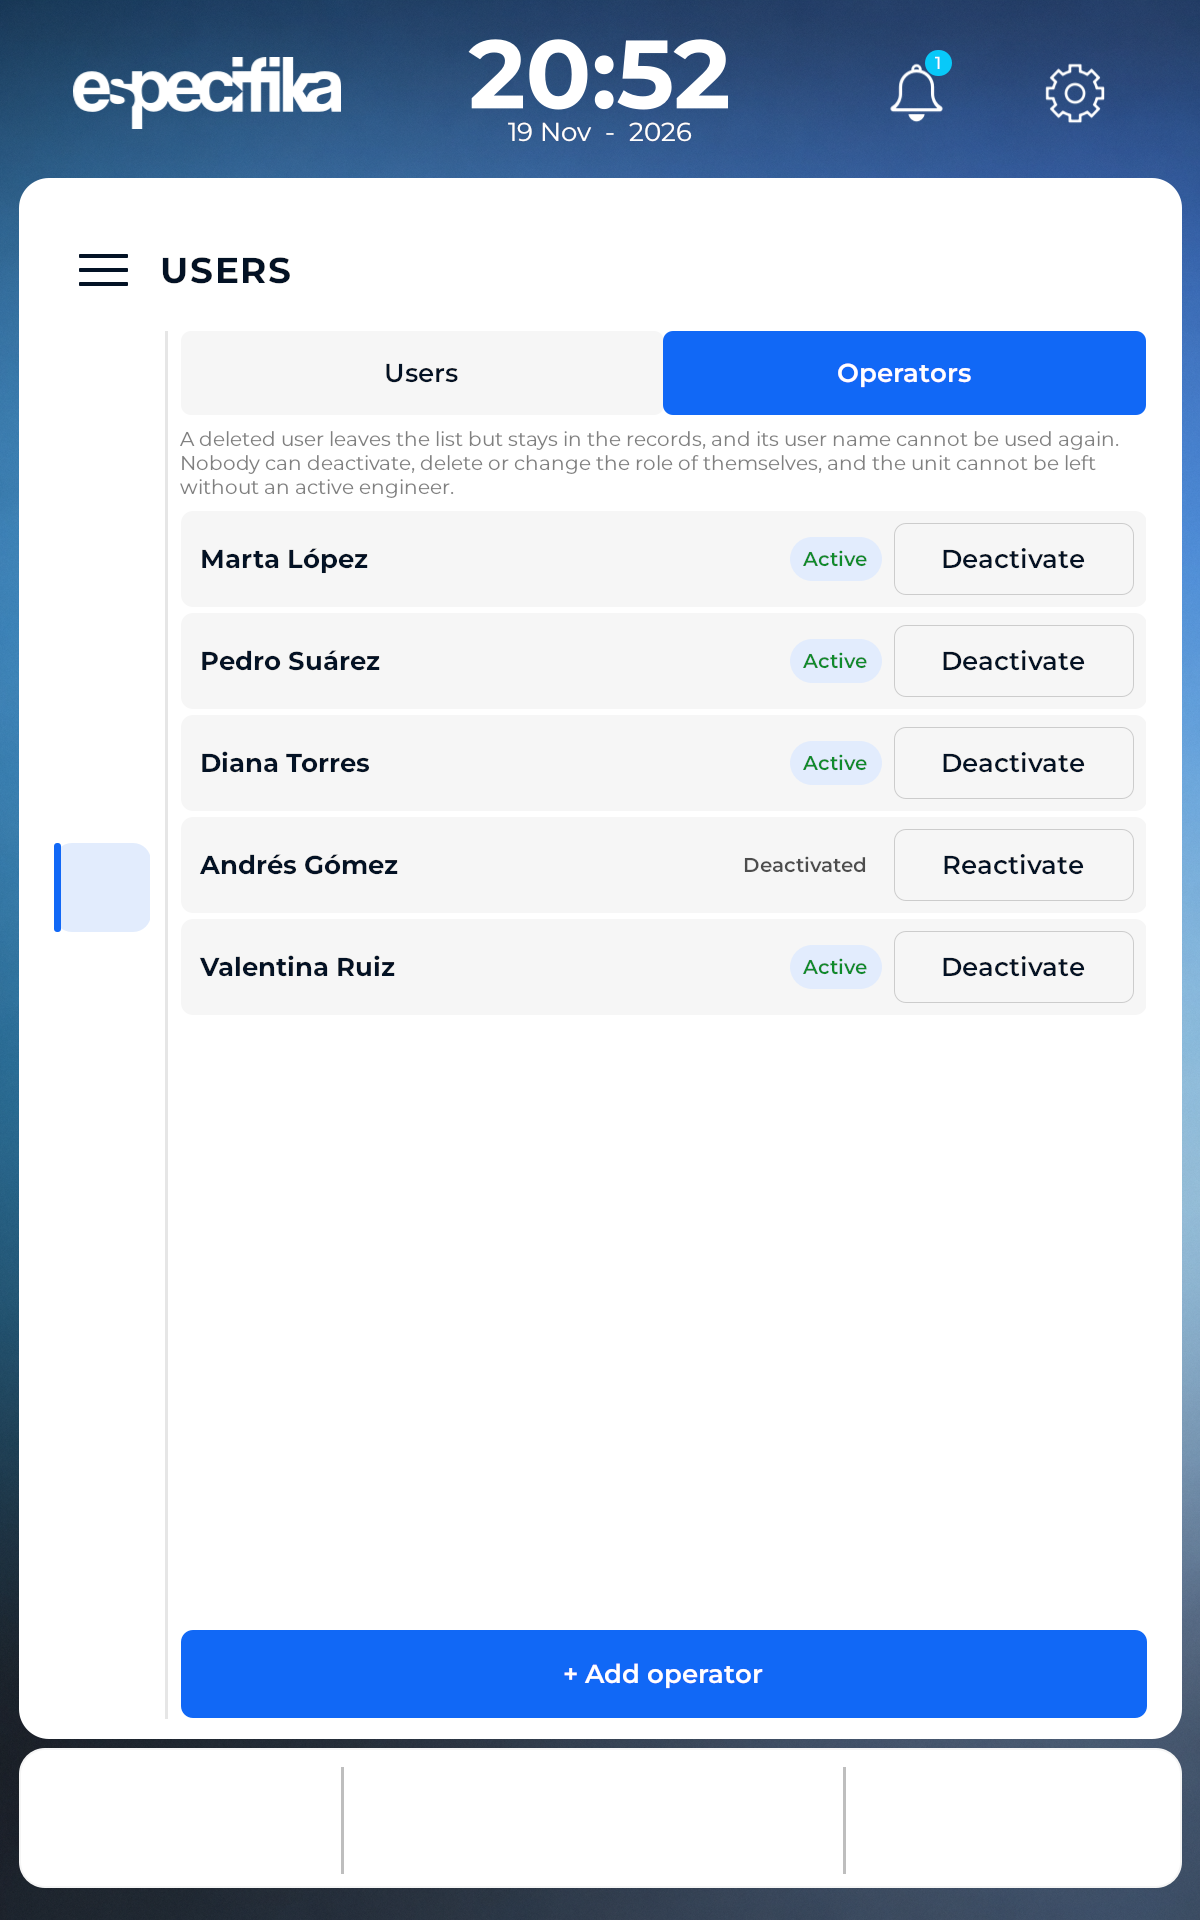 especifika
20:52
19 Nov - 2026
1
USERS
Users
Operators
A deleted user leaves the list but stays in the records, and its user name cannot be used again.
Nobody can deactivate, delete or change the role of themselves, and the unit cannot be left
without an active engineer.
Marta López
Active
Deactivate
Pedro Suárez
Active
Deactivate
Diana Torres
Active
Deactivate
Andrés Gómez
Deactivated
Reactivate
Valentina Ruiz
Active
Deactivate
+ Add operator